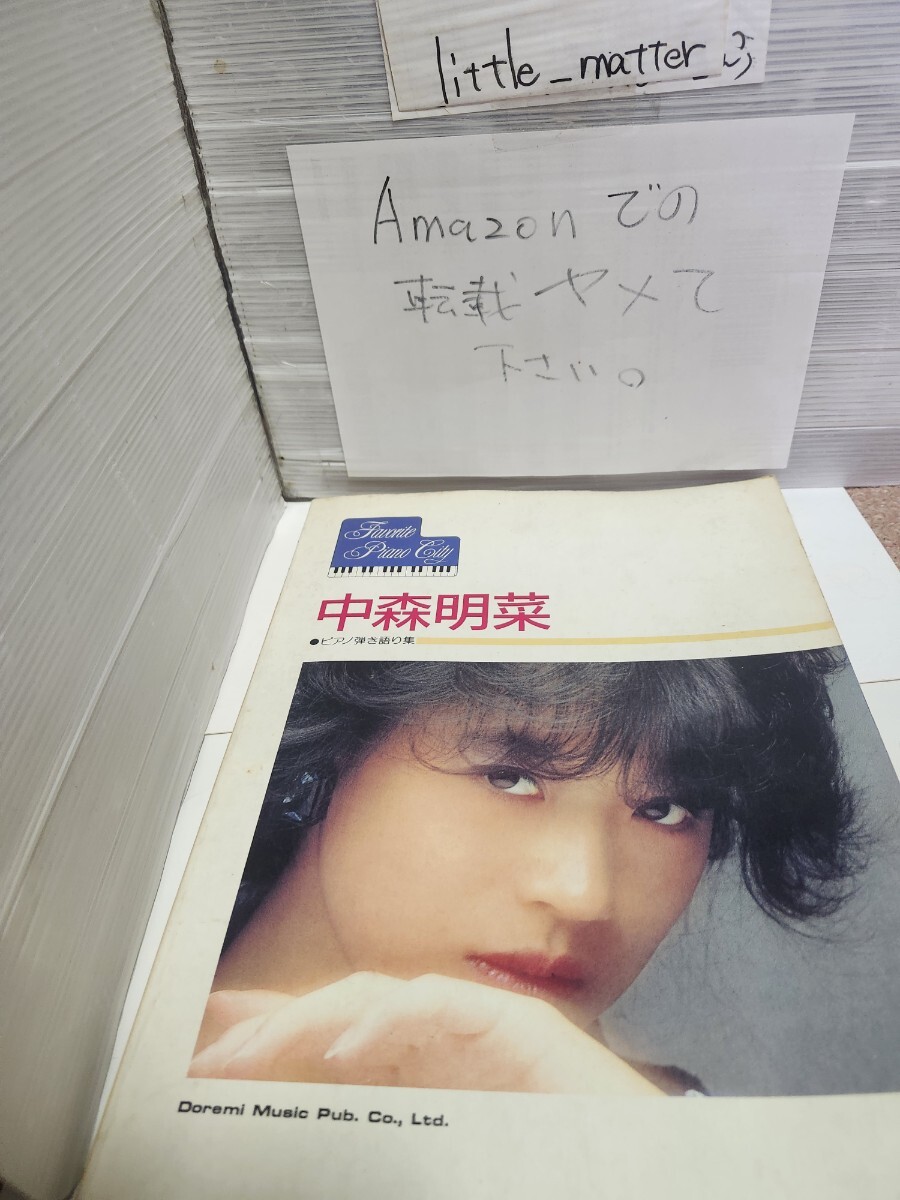 little_matter_
Amazonでの
転載ヤメて
下さい。
Favorite
Piano City
中森明菜
●ピアノ弾き語り集
Doremi Music Pub. Co., Ltd.